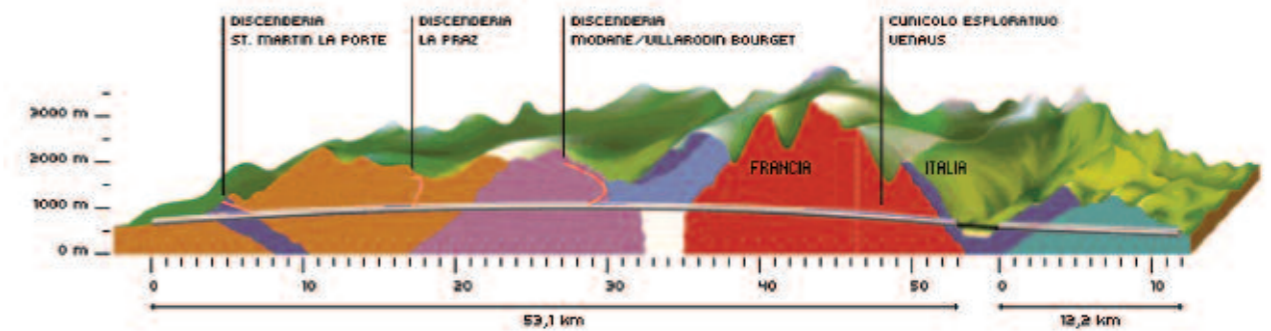 DISCENDERIA
ST. MARTIN LA PORTE
DISCENDERIA
LA PRAZ
DISCENDERIA
MODANE/VILLARODIN BOURGET
CUNICOLO ESPLORATIVO
VENAUS
3000 m
2000 m
1000 m
0 m
FRANCIA
ITALIA
0 10 20 30 40 50 0 10
53,1 km
12,2 km